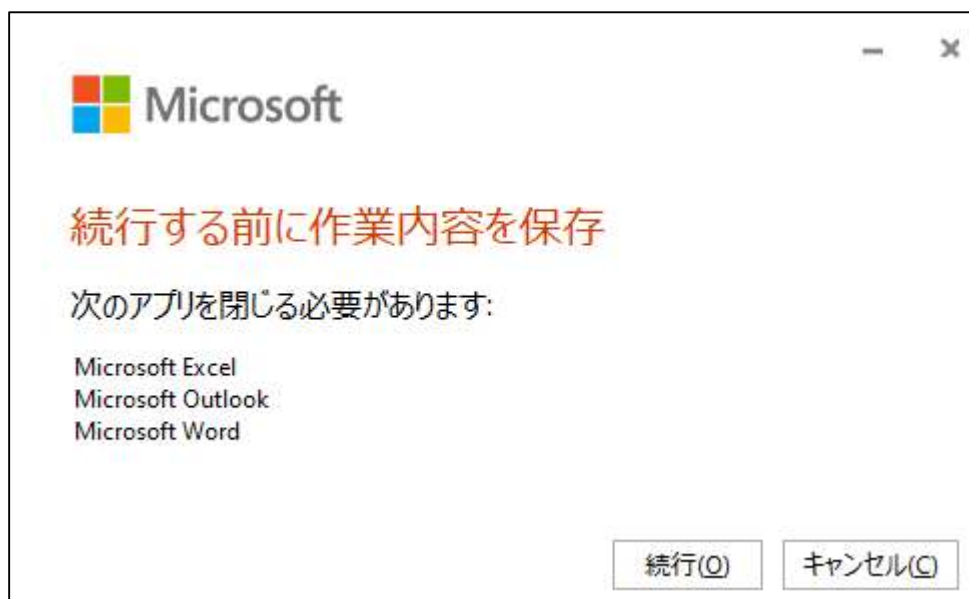 Microsoft
続行する前に作業内容を保存
次のアプリを閉じる必要があります:
Microsoft Excel
Microsoft Outlook
Microsoft Word
続行(O) キャンセル(C)